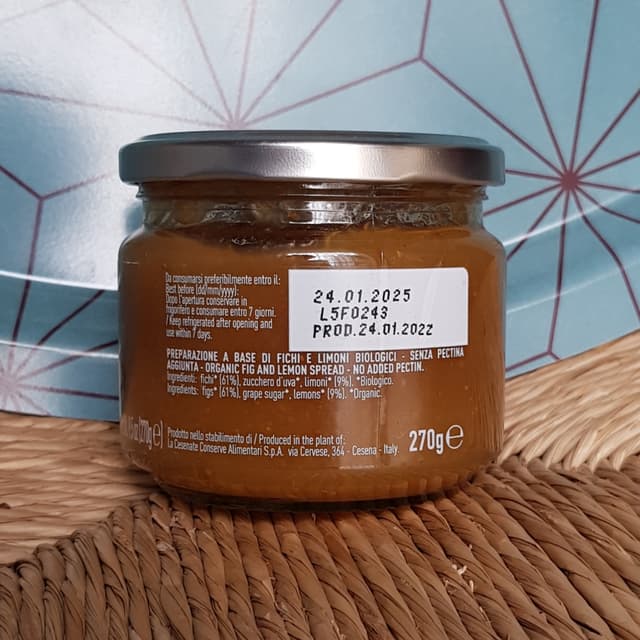 Da consumarsi preferibilmente entro il:
Best before (dd/mm/yyyy).
Dopo l'apertura conservare in
frigorifero e consumare entro 7 giorni.
/ Keep refrigerated after opening and
use within 7 days.
24.01.2025
L5F0243
PROD.24.01.2022
PREPARAZIONE A BASE DI FICHI E LIMONI BIOLOGICI - SENZA PECTINA
AGGIUNTA - ORGANIC FIG AND LEMON SPREAD - NO ADDED PECTIN.
Ingredienti: fichi* (61%), zucchero d'uva*, limoni* (9%). *Biologico.
Ingredients: figs* (61%), grape sugar*, lemons* (9%). *Organic.
(270g℮)
Prodotto nello stabilimento di / Produced in the plant of:
La Cesenate Conserve Alimentari S.p.A. via Cervese, 364 - Cesena - Italy.
270g℮